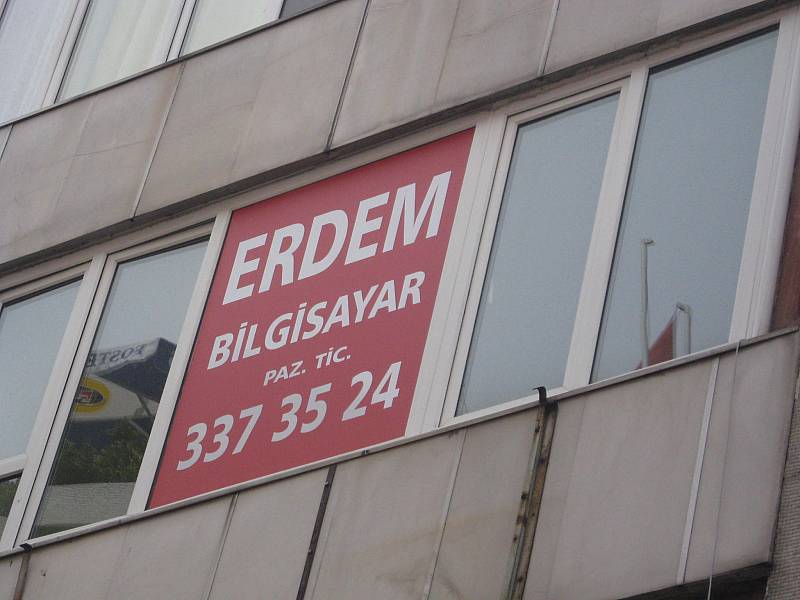 ERDEM
BİLGİSAYAR
PAZ. TİC.
337 35 24